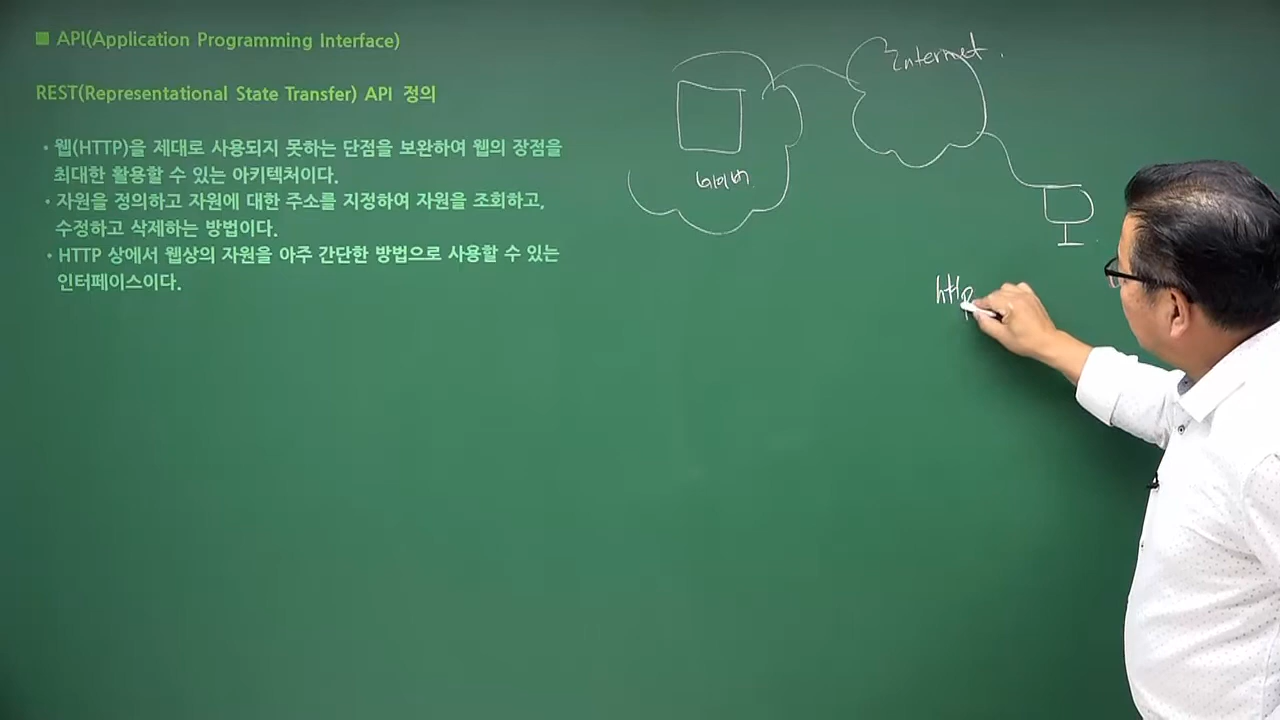 ■ API(Application Programming Interface)
REST(Representational State Transfer) API 정의
• 웹(HTTP)을 제대로 사용되지 못하는 단점을 보완하여 웹의 장점을
최대한 활용할 수 있는 아키텍처이다.
• 자원을 정의하고 자원에 대한 주소를 지정하여 자원을 조회하고,
수정하고 삭제하는 방법이다.
• HTTP 상에서 웹상의 자원을 아주 간단한 방법으로 사용할 수 있는
인터페이스이다.
Internet.
네이버
http